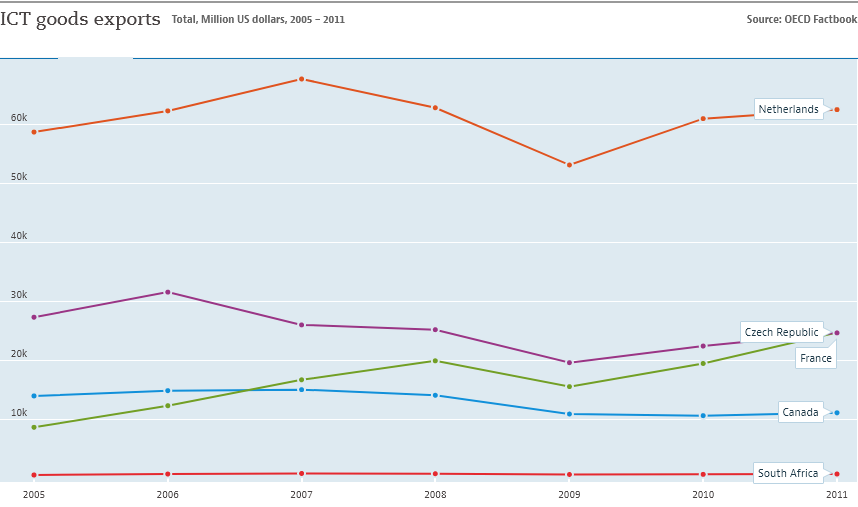 ICT goods exports Total, Million US dollars, 2005 – 2011 Source: OECD Factbook
60k
Netherlands
50k
40k
30k
Czech Republic
20k
France
10k
Canada
South Africa
2005 2006 2007 2008 2009 2010 2011